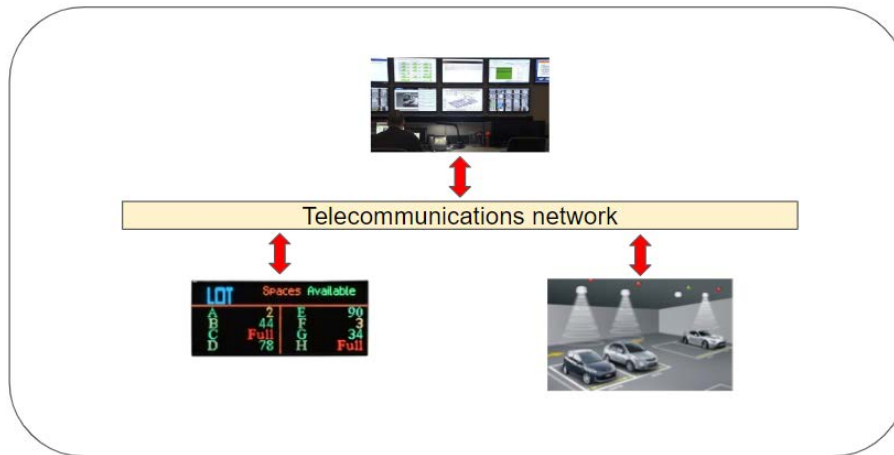 Telecommunications network
LOT Spaces Available
A 2 E 90
B 44 F 3
C Full G 34
D 78 H Full